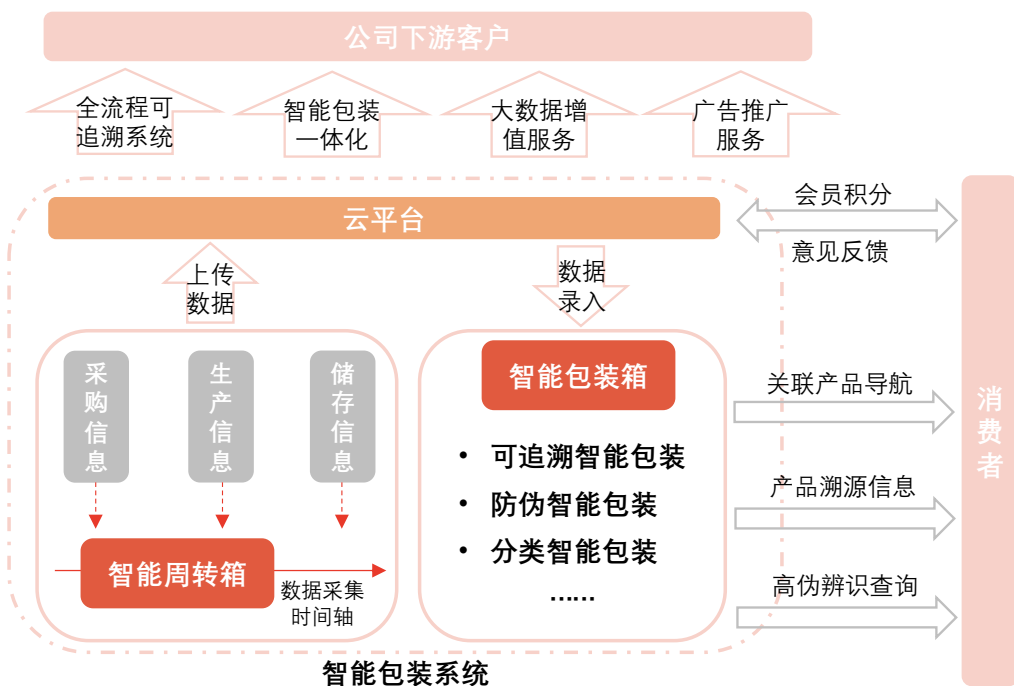 公司下游客户
全流程可
追溯系统
智能包装
一体化
大数据增
值服务
广告推广
服务
云平台
会员积分
意见反馈
上传
数据
数据
录入
采购信息
生产信息
储存信息
智能包装箱
• 可追溯智能包装
• 防伪智能包装
• 分类智能包装
……
智能周转箱
数据采集
时间轴
关联产品导航
产品溯源信息
高伪辨识查询
消费者
智能包装系统